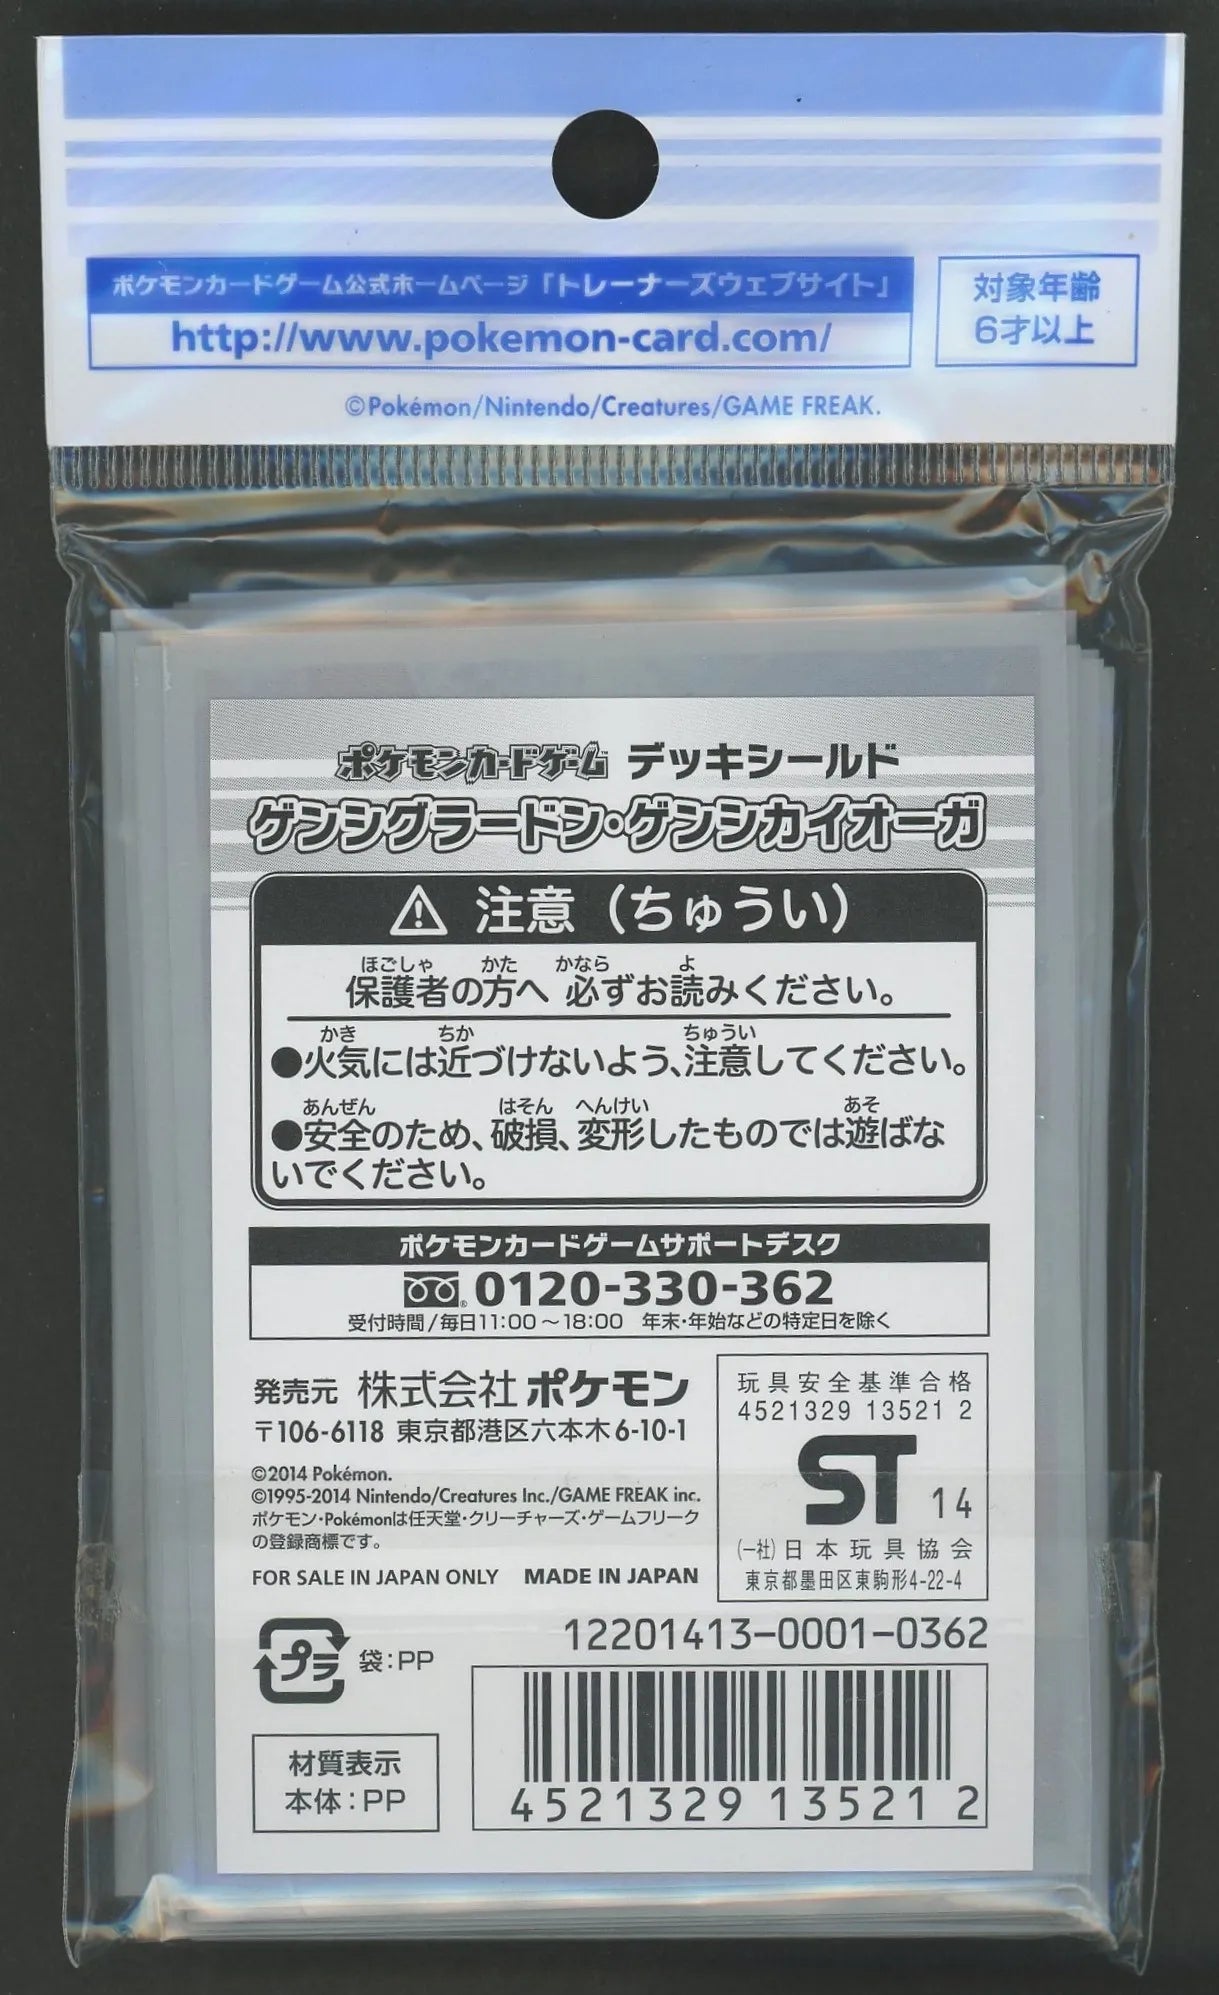 ポケモンカードゲーム公式ホームページ「トレーナーズウェブサイト」
http://www.pokemon-card.com/
対象年齢
6才以上
©Pokémon/Nintendo/Creatures/GAME FREAK.
ポケモンカードゲーム デッキシールド
ゲンシグラードン・ゲンシカイオーガ
⚠ 注意（ちゅうい）
ほごしゃ かた かなら よ
保護者の方へ 必ずお読みください。
かき ちか ちゅうい
●火気には近づけないよう、注意してください。
あんぜん はそん へんけい あそ
●安全のため、破損、変形したものでは遊ばな
いでください。
ポケモンカードゲームサポートデスク
0120-330-362
受付時間/毎日11:00～18:00 年末・年始などの特定日を除く
発売元 株式会社ポケモン
〒106-6118 東京都港区六本木6-10-1
©2014 Pokémon.
©1995-2014 Nintendo/Creatures Inc./GAME FREAK inc.
ポケモン・Pokémonは任天堂・クリーチャーズ・ゲームフリーク
の登録商標です。
FOR SALE IN JAPAN ONLY MADE IN JAPAN
玩具安全基準合格
4521329 13521 2
ST 14
(一社)日本玩具協会
東京都墨田区東駒形4-22-4
プラ 袋:PP
材質表示
本体:PP
12201413-0001-0362
4521329135212